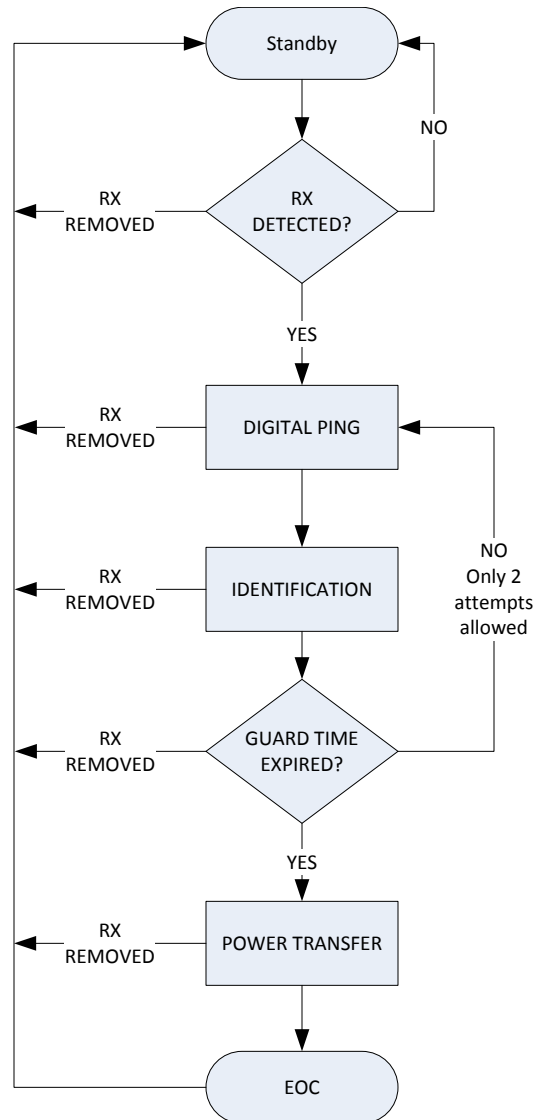 Standby
NO
RX
REMOVED
RX
DETECTED?
YES
RX
REMOVED
DIGITAL PING
RX
REMOVED
IDENTIFICATION
NO
Only 2
attempts
allowed
RX
REMOVED
GUARD TIME
EXPIRED?
YES
RX
REMOVED
POWER TRANSFER
EOC